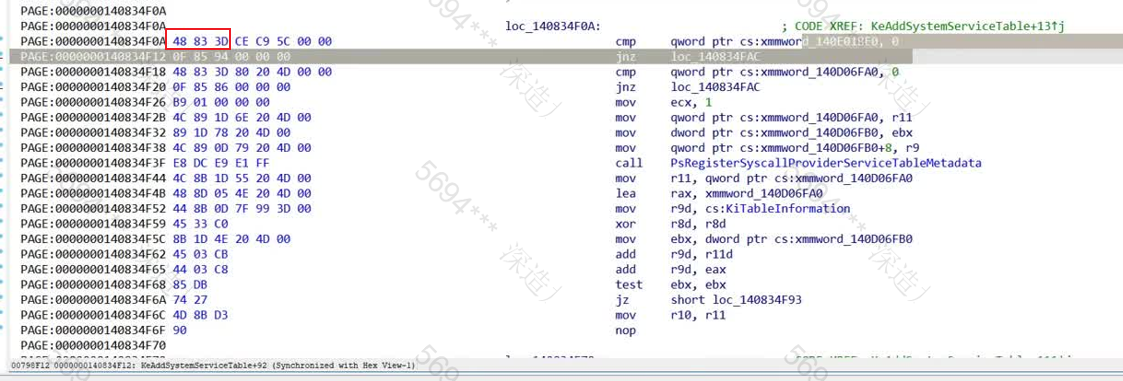 PAGE:0000000140834F0A
PAGE:0000000140834F0A loc_140834F0A: ; CODE XREF: KeAddSystemServiceTable+13↑j
PAGE:0000000140834F0A 48 83 3D CE C9 5C 00 00 cmp qword ptr cs:xmmword_140E018E0, 0
PAGE:0000000140834F12 0F 85 94 00 00 00 jnz loc_140834FAC
PAGE:0000000140834F18 48 83 3D 80 20 4D 00 00 cmp qword ptr cs:xmmword_140D06FA0, 0
PAGE:0000000140834F20 0F 85 86 00 00 00 jnz loc_140834FAC
PAGE:0000000140834F26 B9 01 00 00 00 mov ecx, 1
PAGE:0000000140834F2B 4C 89 1D 6E 20 4D 00 mov qword ptr cs:xmmword_140D06FA0, r11
PAGE:0000000140834F32 89 1D 78 20 4D 00 mov dword ptr cs:xmmword_140D06FB0, ebx
PAGE:0000000140834F38 4C 89 0D 79 20 4D 00 mov qword ptr cs:xmmword_140D06FB0+8, r9
PAGE:0000000140834F3F E8 DC E9 E1 FF call PsRegisterSyscallProviderServiceTableMetadata
PAGE:0000000140834F44 4C 8B 1D 55 20 4D 00 mov r11, qword ptr cs:xmmword_140D06FA0
PAGE:0000000140834F4B 48 8D 05 4E 20 4D 00 lea rax, xmmword_140D06FA0
PAGE:0000000140834F52 44 8B 0D 7F 99 3D 00 mov r9d, cs:KiTableInformation
PAGE:0000000140834F59 45 33 C0 xor r8d, r8d
PAGE:0000000140834F5C 8B 1D 4E 20 4D 00 mov ebx, dword ptr cs:xmmword_140D06FB0
PAGE:0000000140834F62 45 03 CB add r9d, r11d
PAGE:0000000140834F65 44 03 C8 add r9d, eax
PAGE:0000000140834F68 85 DB test ebx, ebx
PAGE:0000000140834F6A 74 27 jz short loc_140834F93
PAGE:0000000140834F6C 4D 8B D3 mov r10, r11
PAGE:0000000140834F6F 90 nop
PAGE:0000000140834F70
00798F12 0000000140834F12: KeAddSystemServiceTable+92 (Synchronized with Hex View-1)
5694***
深造